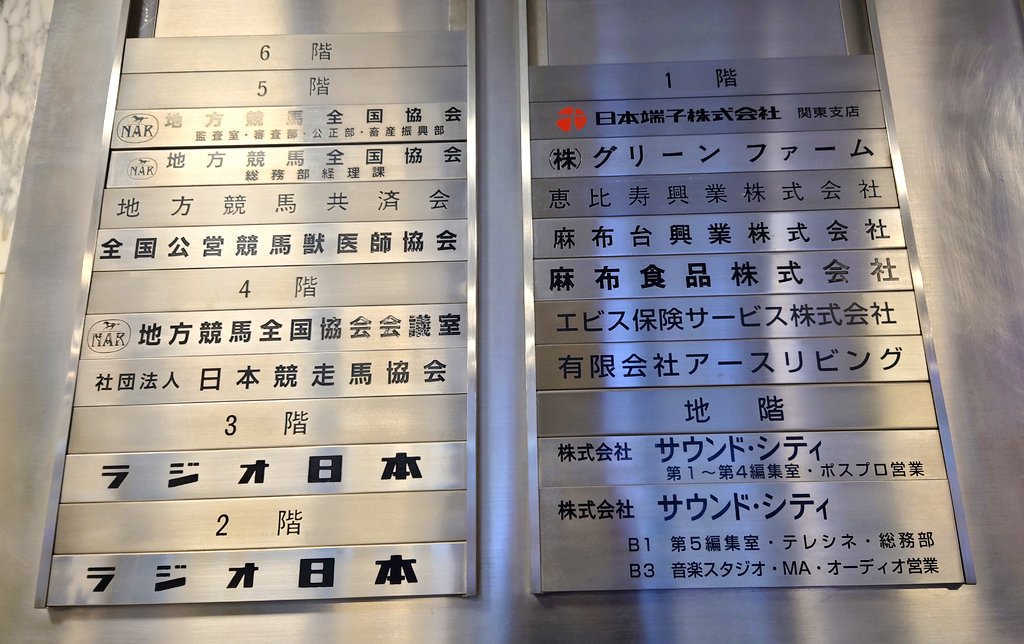 6 階
5 階
NAR 地方競馬全国協会
監査室・審査部・公正部・畜産振興部
NAR 地方競馬全国協会
総務部経理課
地方競馬共済会
全国公営競馬獣医師協会
4 階
NAR 地方競馬全国協会会議室
社団法人 日本競走馬協会
3 階
ラジオ日本
2 階
ラジオ日本
1 階
日本端子株式会社 関東支店
㈱ グリーン ファーム
恵比寿興業株式会社
麻布台興業株式会社
麻布食品株式会社
エビス保険サービス株式会社
有限会社アースリビング
地 階
株式会社 サウンド・シティ
第1～第4編集室・ポスプロ営業
株式会社 サウンド・シティ
B1 第5編集室・テレシネ・総務部
B3 音楽スタジオ・MA・オーディオ営業